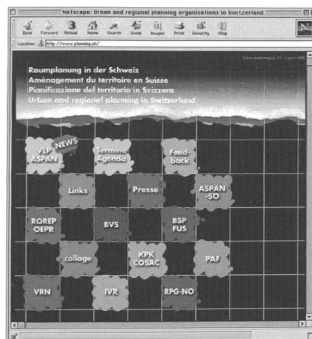 Netscape: Urban and regional planning organisations in Switzerland
Back Forward Reload Home Search Guide Images Print Security Stop
Location: http://www.planning.ch/
Raumplanung in der Schweiz
Aménagement du territoire en Suisse
Pianificazione del territorio in Svizzera
Urban and regional planning in Switzerland
VLP
ASPAN
NEWS
Termine
Agenda
Feed-
back
Links
Presse
ASPAN
-SO
ROREP
OEPR
BVS
BSP
FUS
collage
KPK
COSAC
PAF
VRN
IVR
RPG-NO